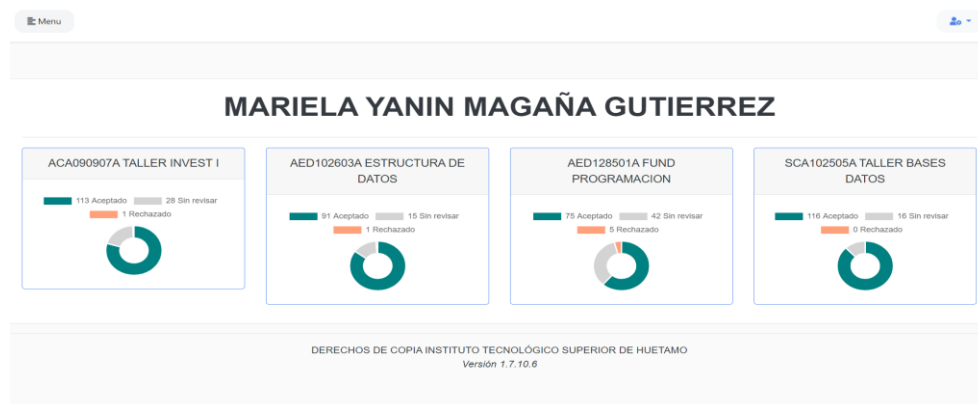 Menu
MARIELA YANIN MAGAÑA GUTIERREZ
ACA090907A TALLER INVEST I
113 Aceptado 28 Sin revisar
1 Rechazado
AED102603A ESTRUCTURA DE
DATOS
91 Aceptado 15 Sin revisar
1 Rechazado
AED128501A FUND
PROGRAMACION
75 Aceptado 42 Sin revisar
5 Rechazado
SCA102505A TALLER BASES
DATOS
116 Aceptado 16 Sin revisar
0 Rechazado
DERECHOS DE COPIA INSTITUTO TECNOLÓGICO SUPERIOR DE HUETAMO
Versión 1.7.10.6